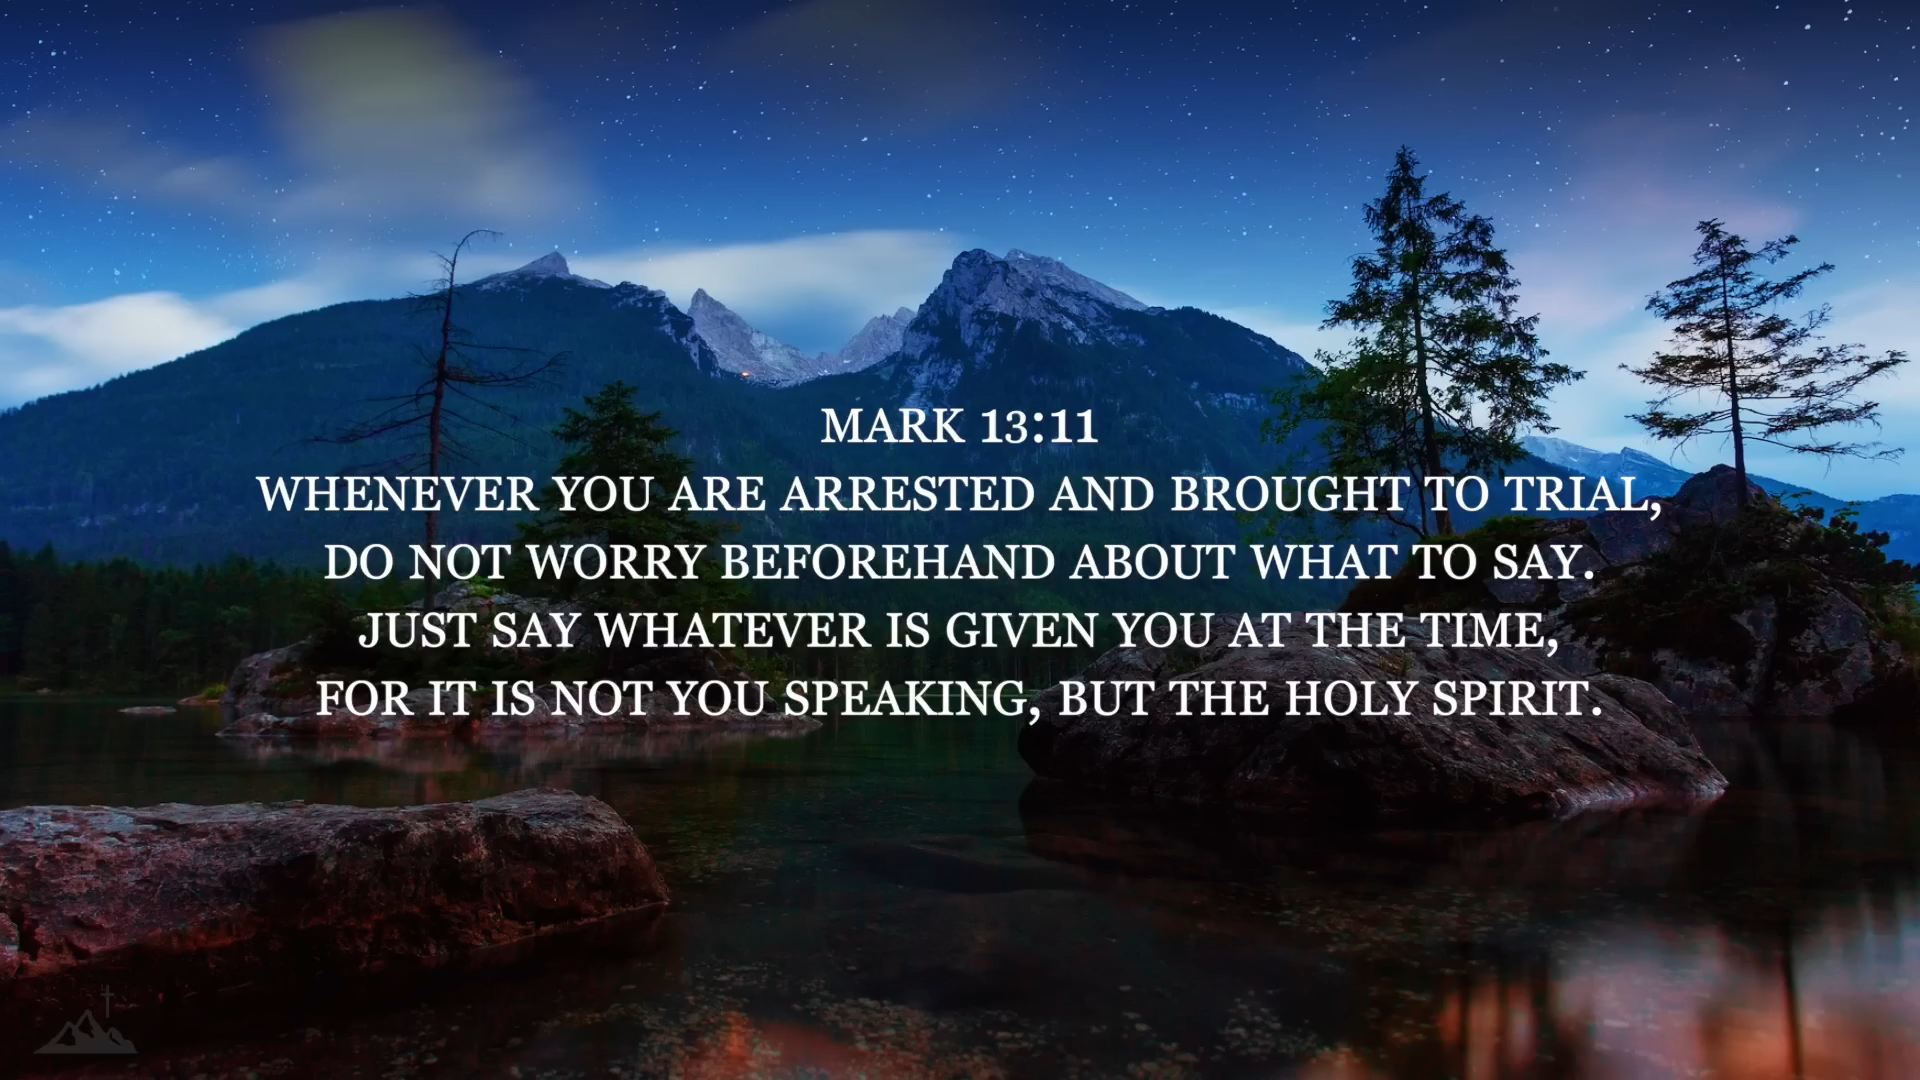 MARK 13:11
WHENEVER YOU ARE ARRESTED AND BROUGHT TO TRIAL,
DO NOT WORRY BEFOREHAND ABOUT WHAT TO SAY.
JUST SAY WHATEVER IS GIVEN YOU AT THE TIME,
FOR IT IS NOT YOU SPEAKING, BUT THE HOLY SPIRIT.